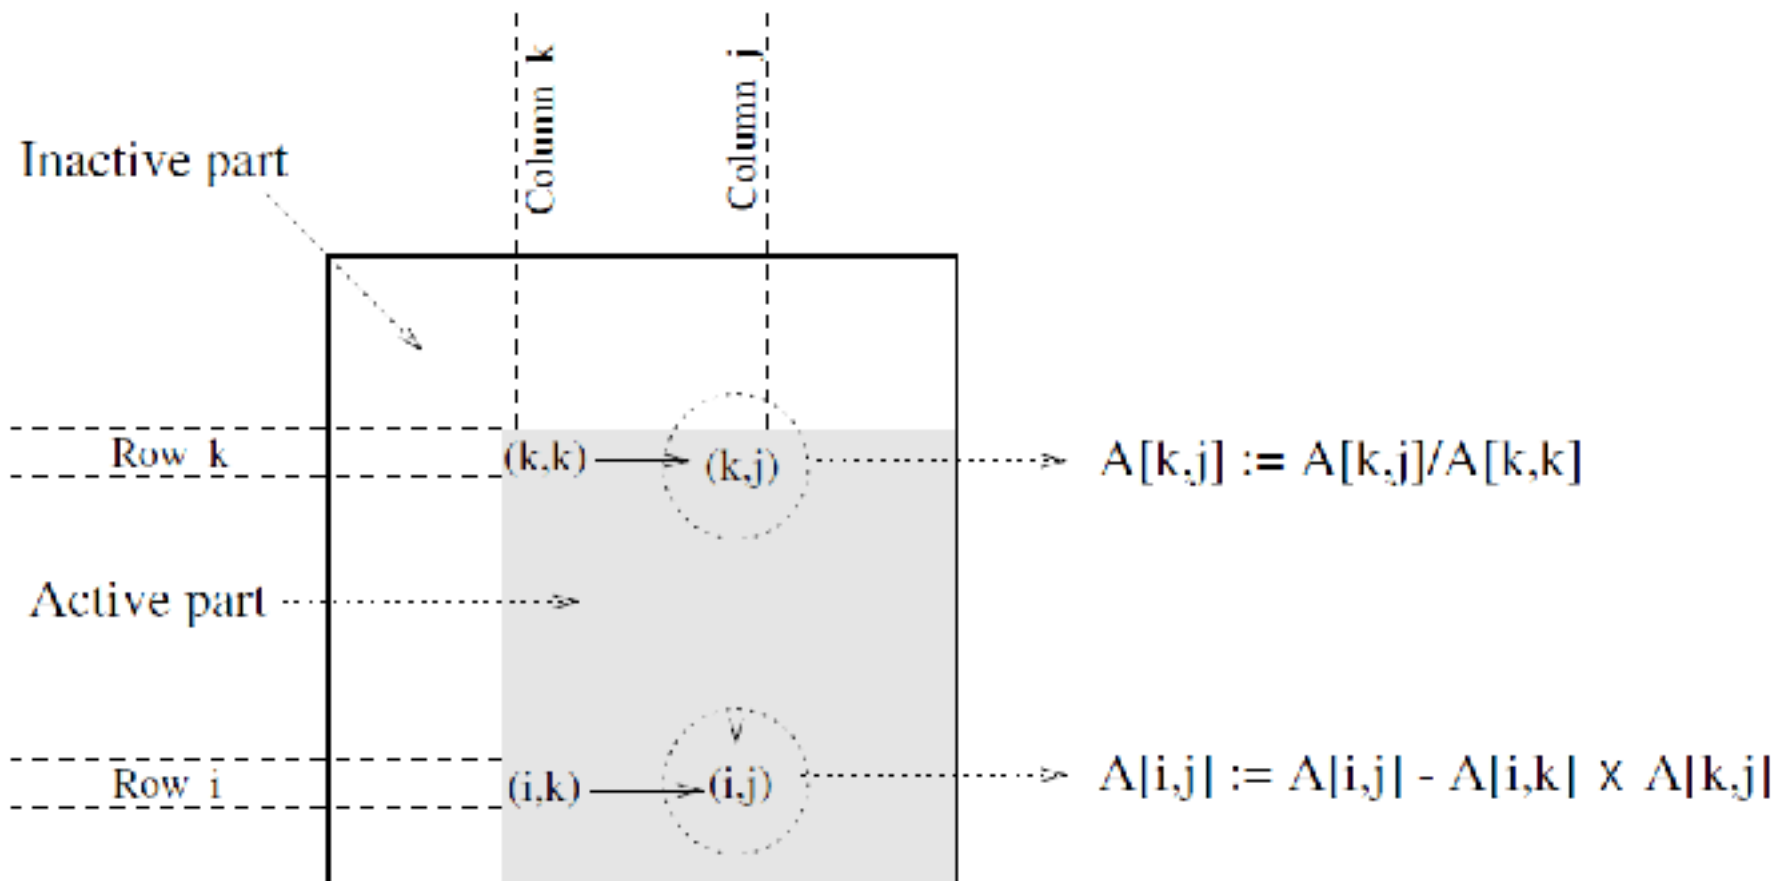 Column k
Column j
Inactive part
Row k
(k,k)
(k,j)
A[k,j] := A[k,j]/A[k,k]
Active part
Row i
(i,k)
(i,j)
A[i,j] := A[i,j] - A[i,k] x A[k,j]